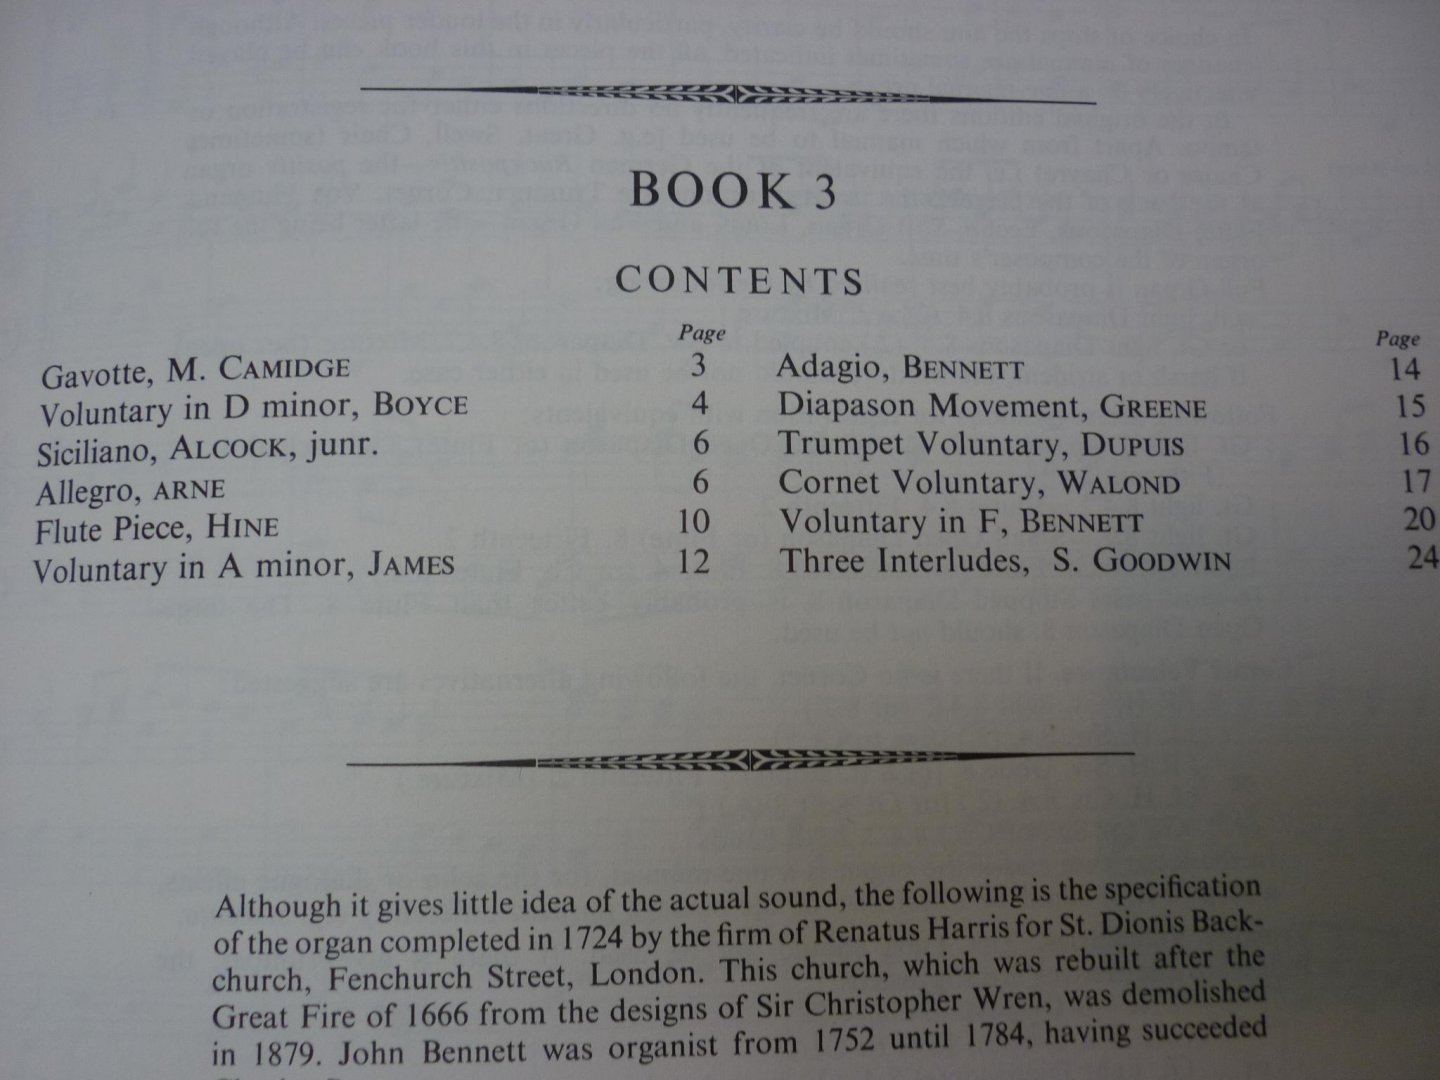 BOOK 3
CONTENTS
Page
Gavotte, M. CAMIDGE 3
Voluntary in D minor, BOYCE 4
Siciliano, ALCOCK, junr. 6
Allegro, ARNE 6
Flute Piece, HINE 10
Voluntary in A minor, JAMES 12
Page
Adagio, BENNETT 14
Diapason Movement, GREENE 15
Trumpet Voluntary, DUPUIS 16
Cornet Voluntary, WALOND 17
Voluntary in F, BENNETT 20
Three Interludes, S. GOODWIN 24
Although it gives little idea of the actual sound, the following is the specification
of the organ completed in 1724 by the firm of Renatus Harris for St. Dionis Back-
church, Fenchurch Street, London. This church, which was rebuilt after the
Great Fire of 1666 from the designs of Sir Christopher Wren, was demolished
in 1879. John Bennett was organist from 1752 until 1784, having succeeded